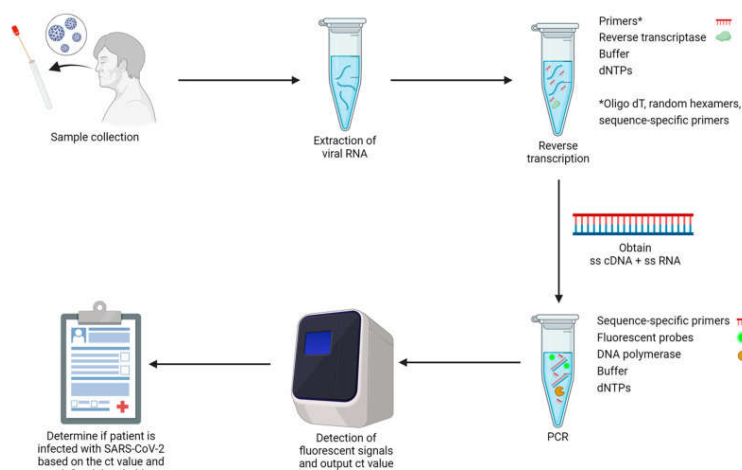 Primers*
Reverse transcriptase
Buffer
dNTPs
*Oligo dT, random hexamers,
sequence-specific primers
Sample collection
Extraction of
viral RNA
Reverse
transcription
Obtain
ss cDNA + ss RNA
Sequence-specific primers
Fluorescent probes
DNA polymerase
Buffer
dNTPs
PCR
Detection of
fluorescent signals
and output ct value
Determine if patient is
infected with SARS-CoV-2
based on the ct value and